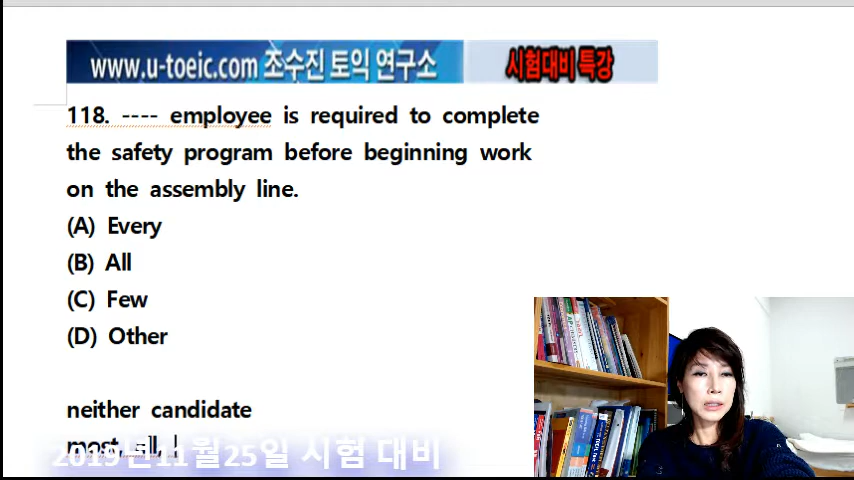 www.u-toeic.com 조수진 토익 연구소 시험대비 특강
118. ---- employee is required to complete
the safety program before beginning work
on the assembly line.
(A) Every
(B) All
(C) Few
(D) Other
neither candidate
most, all,
2019년11월25일 시험 대비